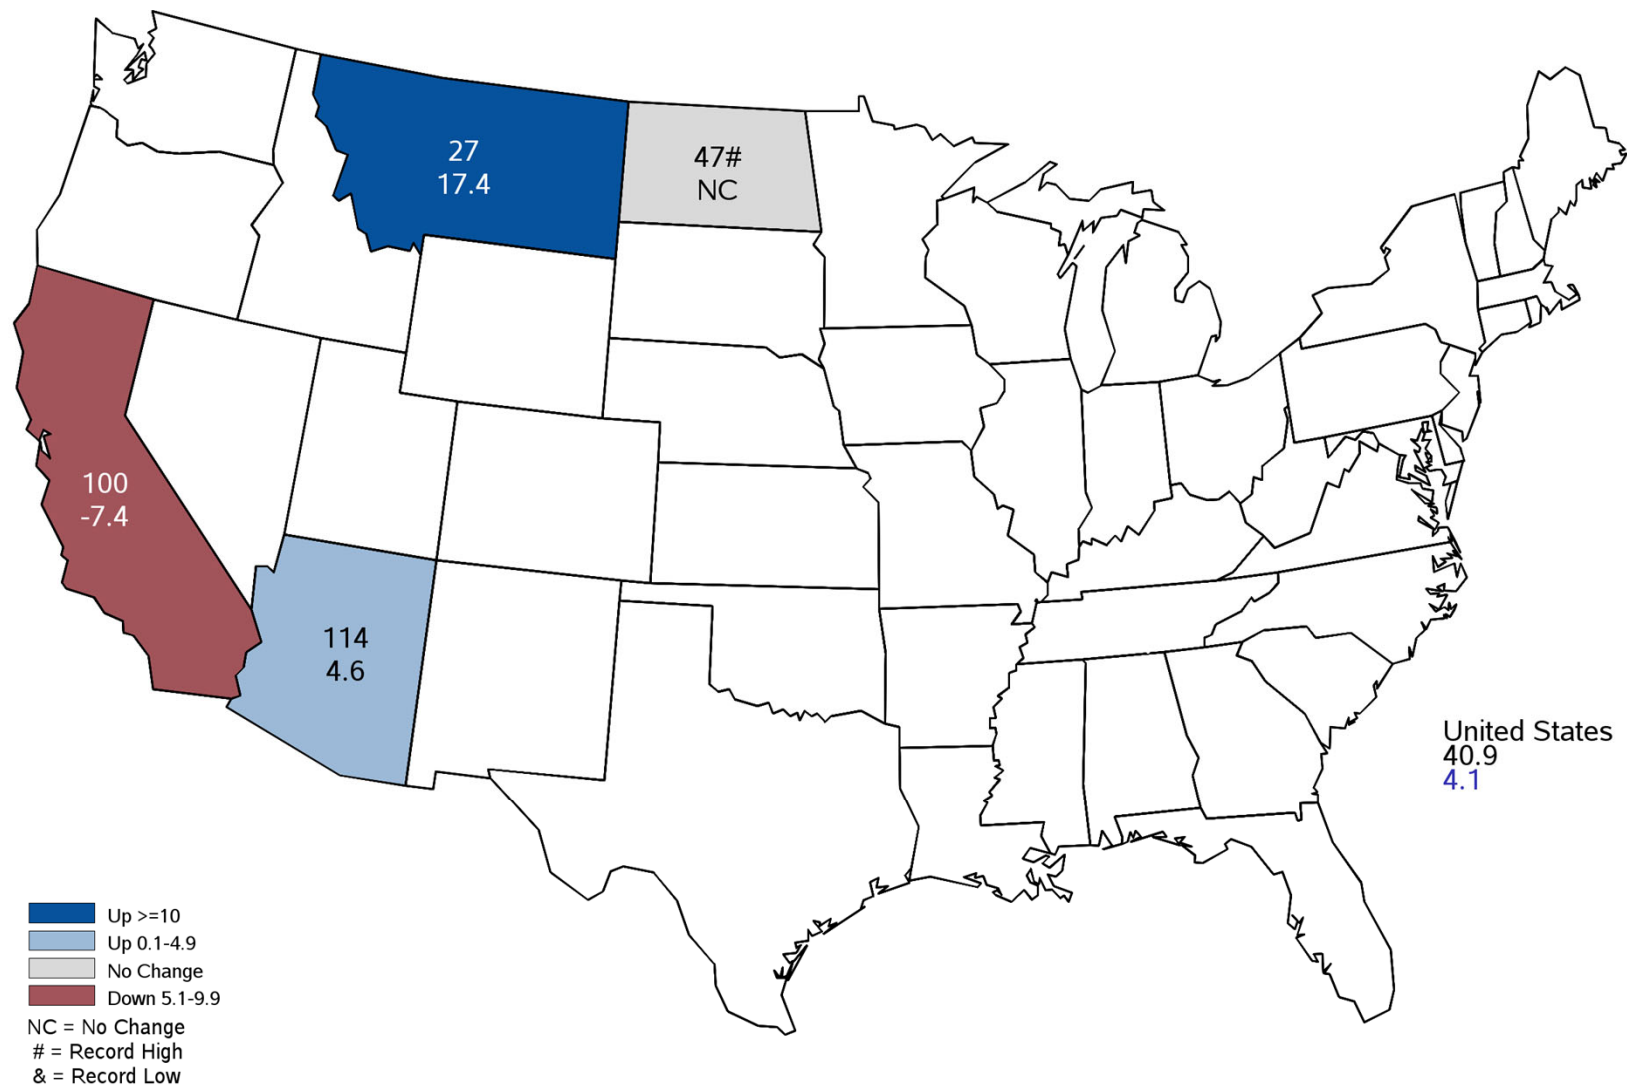 27
17.4
47#
NC
100
-7.4
114
4.6
United States
40.9
4.1
Up >=10
Up 0.1-4.9
No Change
Down 5.1-9.9
NC = No Change
# = Record High
& = Record Low